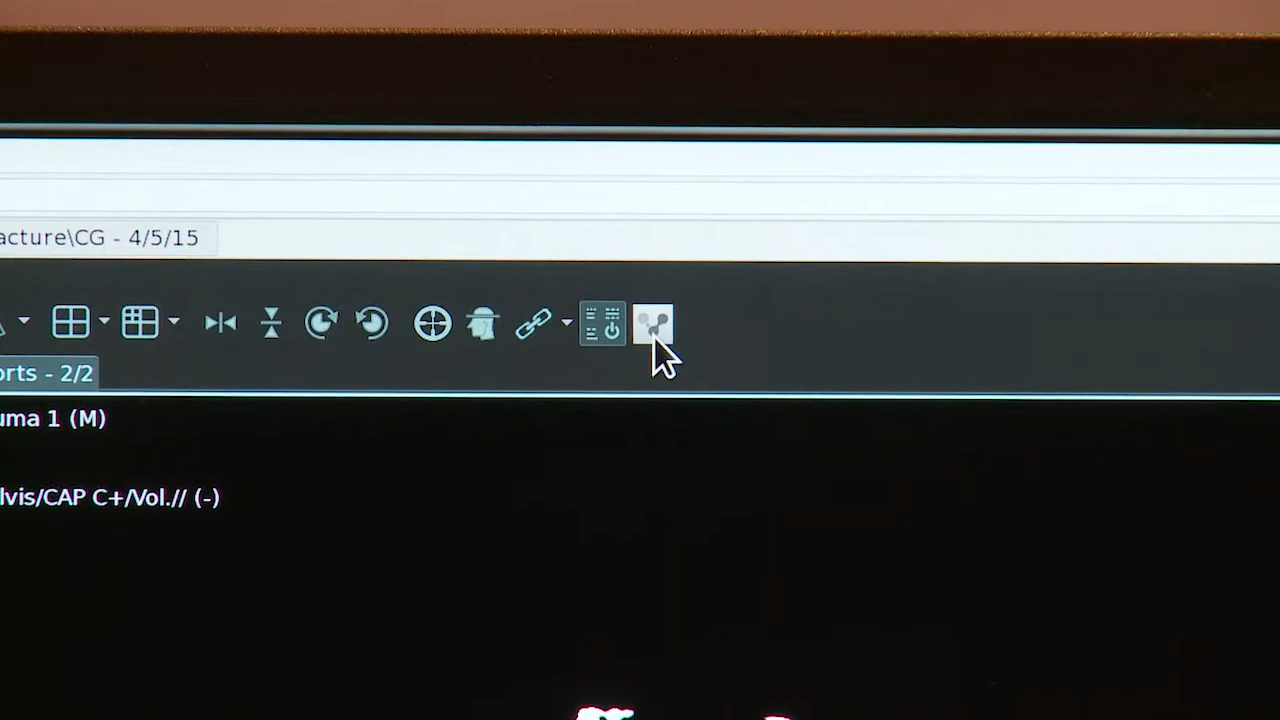 acture\CG - 4/5/15
orts - 2/2
uma 1 (M)
lvis/CAP C+/Vol.// (-)